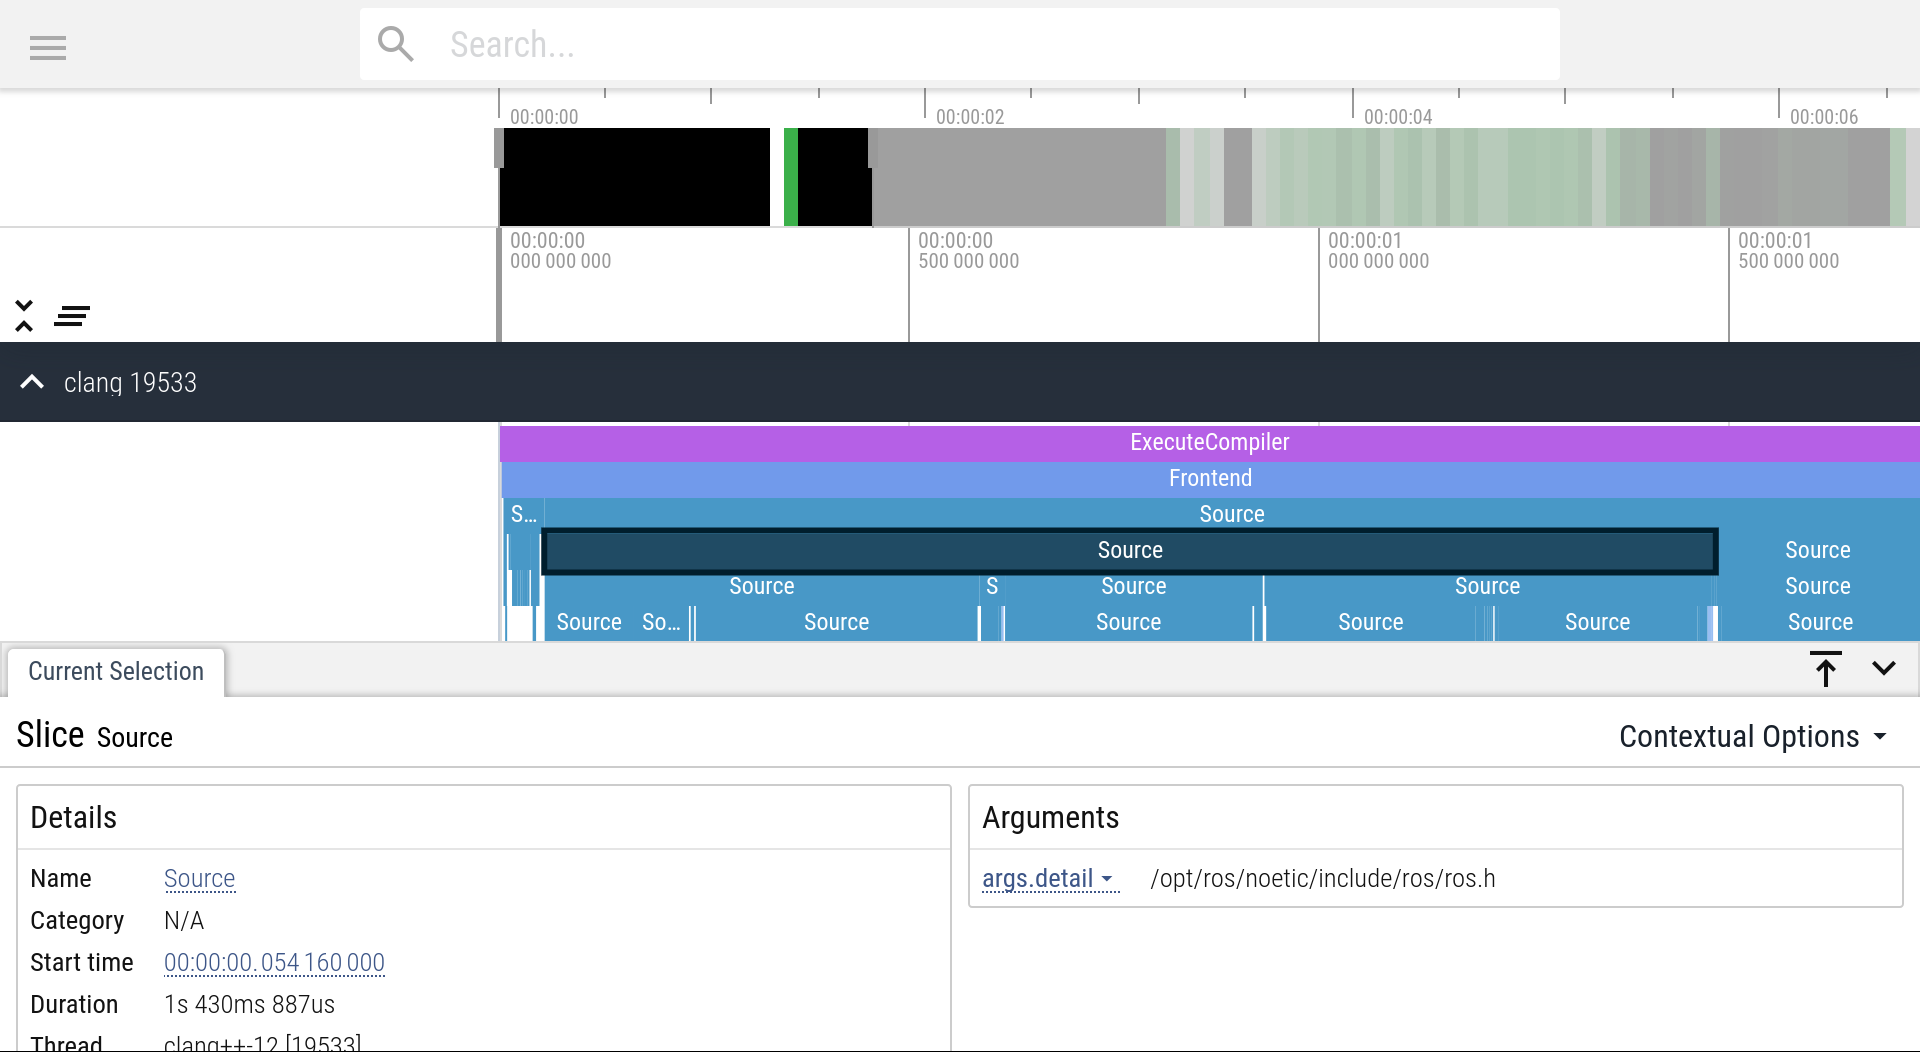 Search...
00:00:00 00:00:02 00:00:04 00:00:06
00:00:00 00:00:00 00:00:01 00:00:01
000 000 000 500 000 000 000 000 000 500 000 000
clang 19533
ExecuteCompiler
Frontend
S... Source
Source Source
Source S Source Source Source
Source So... Source Source Source Source Source
Current Selection
Slice Source Contextual Options
Details Arguments
Name Source args.detail /opt/ros/noetic/include/ros/ros.h
Category N/A
Start time 00:00:00.054 160 000
Duration 1s 430ms 887us
Thread clang++-12 [19533]